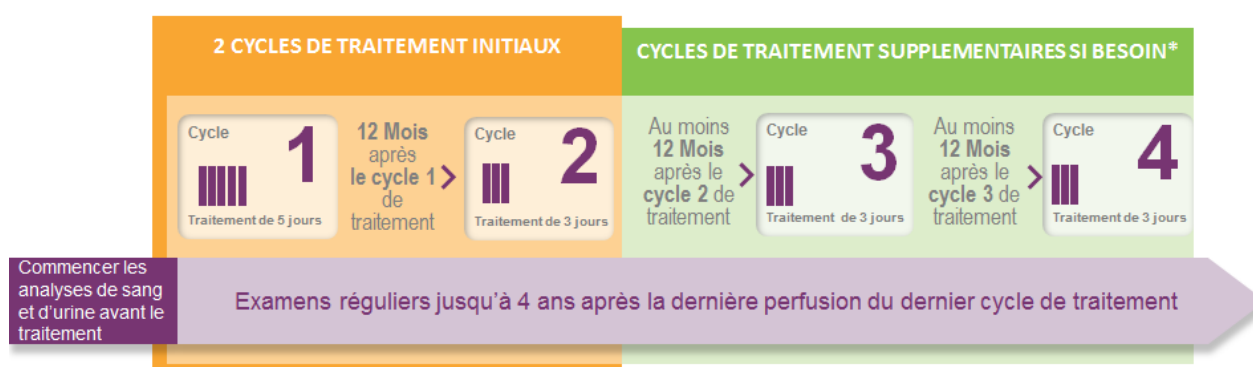 2 CYCLES DE TRAITEMENT INITIAUX
CYCLES DE TRAITEMENT SUPPLEMENTAIRES SI BESOIN*
Cycle
1
Traitement de 5 jours
12 Mois
après
le cycle 1
de
traitement
Cycle
2
Traitement de 3 jours
Au moins
12 Mois
après le
cycle 2 de
traitement
Cycle
3
Traitement de 3 jours
Au moins
12 Mois
après le
cycle 3 de
traitement
Cycle
4
Traitement de 3 jours
Commencer les
analyses de sang
et d'urine avant le
traitement
Examens réguliers jusqu'à 4 ans après la dernière perfusion du dernier cycle de traitement